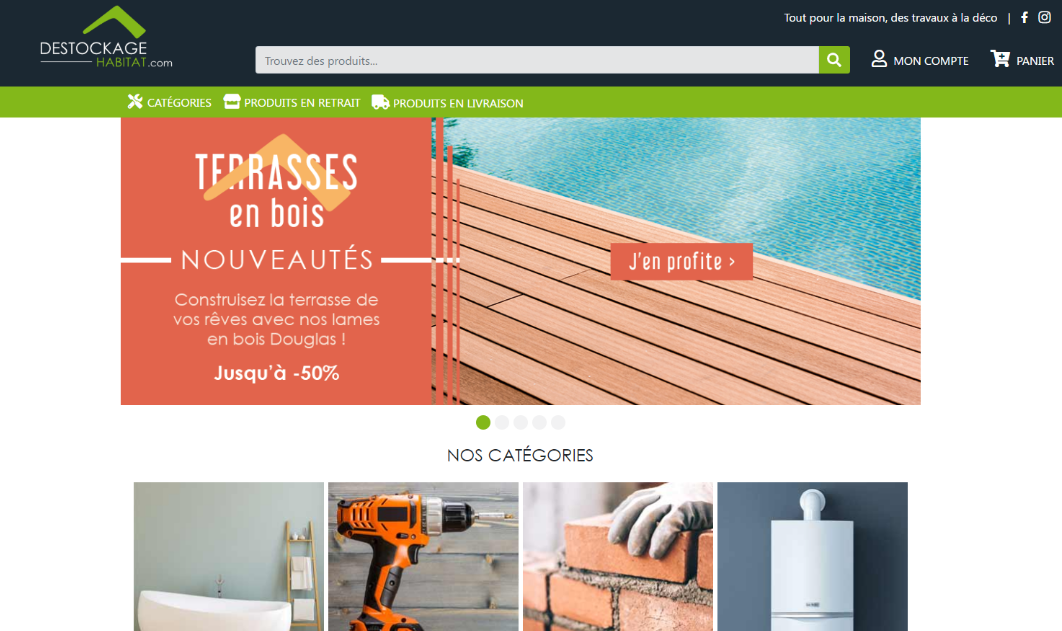 Tout pour la maison, des travaux à la déco |
DESTOCKAGE
HABITAT.com
Trouvez des produits...
MON COMPTE
PANIER
CATÉGORIES
PRODUITS EN RETRAIT
PRODUITS EN LIVRAISON
TERRASSES
en bois
NOUVEAUTÉS
Construisez la terrasse de
vos rêves avec nos lames
en bois Douglas !
Jusqu'à -50%
J'en profite >
NOS CATÉGORIES